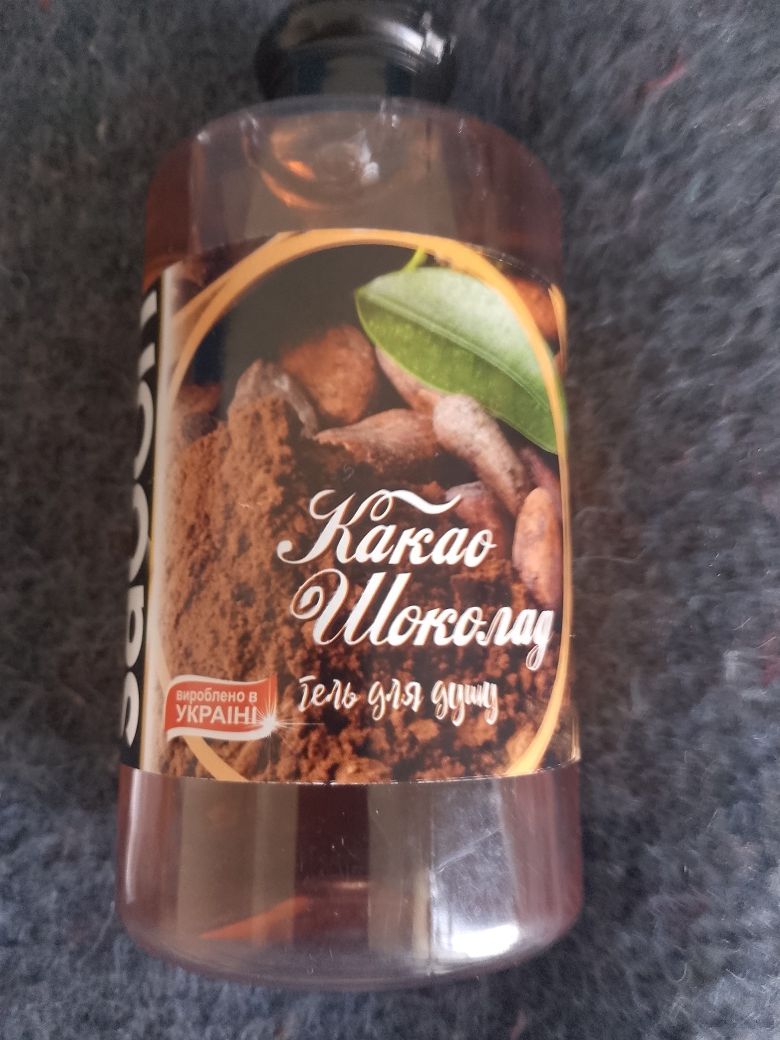 Какао
Шоколад
Гель для душу
вироблено в
УКРАЇНІ